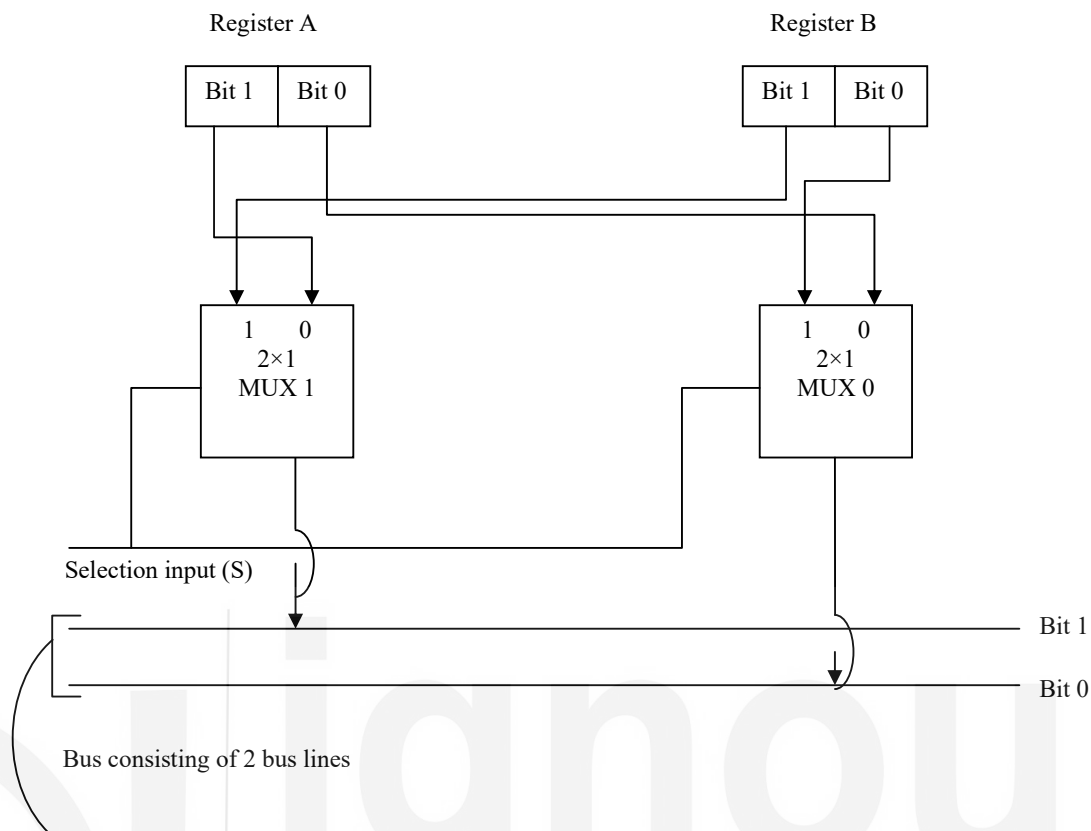 Register A
Register B
Bit 1
Bit 0
Bit 1
Bit 0
1 0
2×1
MUX 1
1 0
2×1
MUX 0
Selection input (S)
Bit 1
Bit 0
Bus consisting of 2 bus lines
ignou